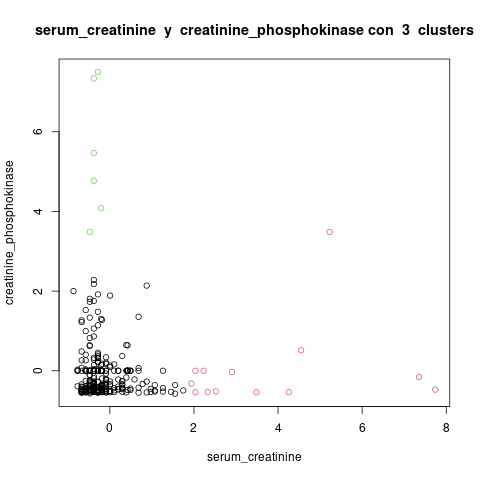 serum_creatinine y creatinine_phosphokinase con 3 clusters
creatinine_phosphokinase
6
4
2
0
0 2 4 6 8
serum_creatinine